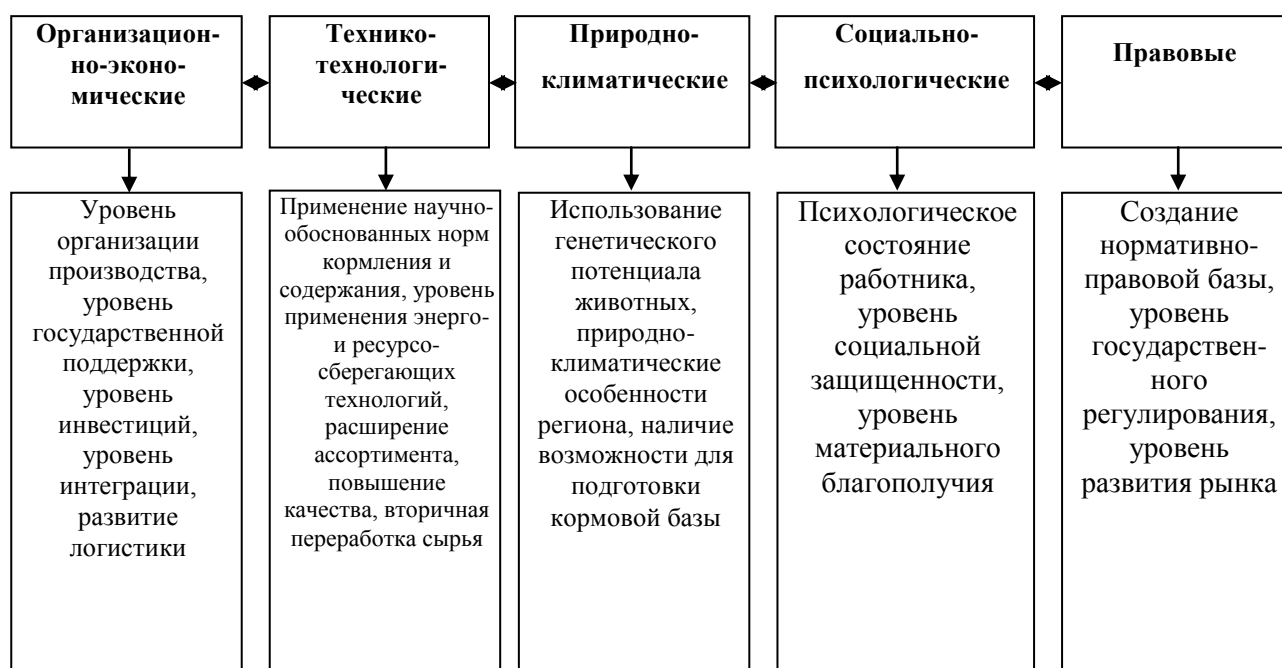 Организацион-
но-эконо-
мические
Технико-
технологи-
ческие
Природно-
климатические
Социально-
психологические
Правовые
Уровень
организации
производства,
уровень
государственной
поддержки,
уровень
инвестиций,
уровень
интеграции,
развитие
логистики
Применение научно-
обоснованных норм
кормления и
содержания, уровень
применения энерго-
и ресурсо-
сберегающих
технологий,
расширение
ассортимента,
повышение
качества, вторичная
переработка сырья
Использование
генетического
потенциала
животных,
природно-
климатические
особенности
региона, наличие
возможности для
подготовки
кормовой базы
Психологическое
состояние
работника,
уровень
социальной
защищенности,
уровень
материального
благополучия
Создание
нормативно-
правовой базы,
уровень
государствен-
ного
регулирования,
уровень
развития рынка